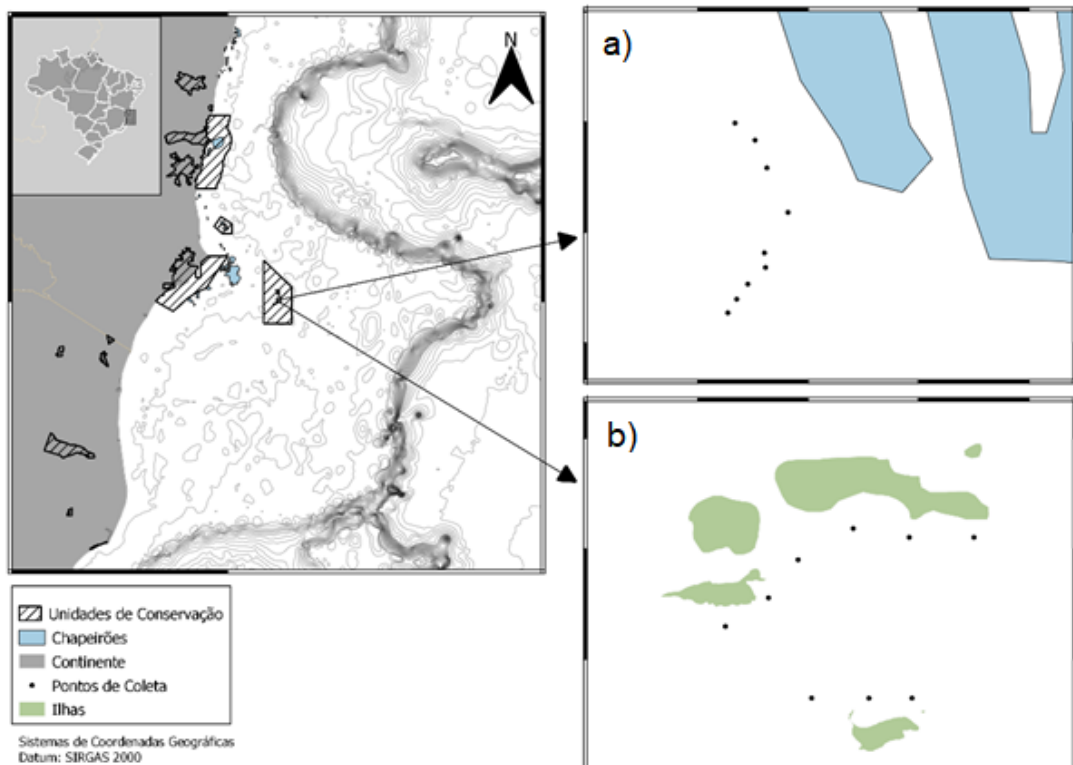 N
a)
b)
Unidades de Conservação
Chapeirões
Continente
Pontos de Coleta
Ilhas
Sistemas de Coordenadas Geográficas
Datum: SIRGAS 2000